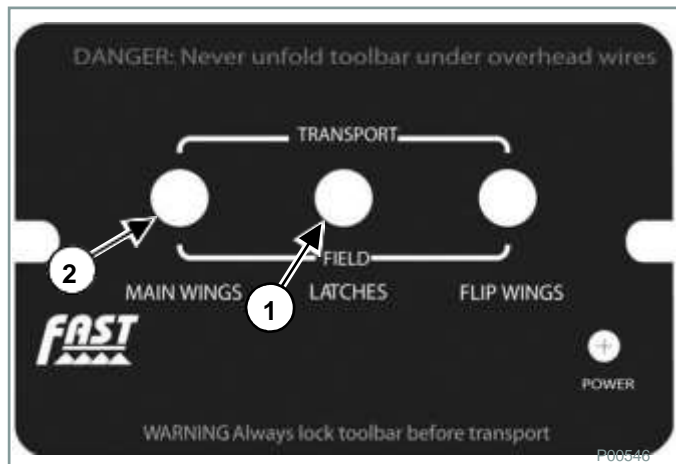 DANGER: Never unfold toolbar under overhead wires
TRANSPORT
FIELD
2
1
MAIN WINGS
LATCHES
FLIP WINGS
FAST
POWER
WARNING Always lock toolbar before transport
P00546